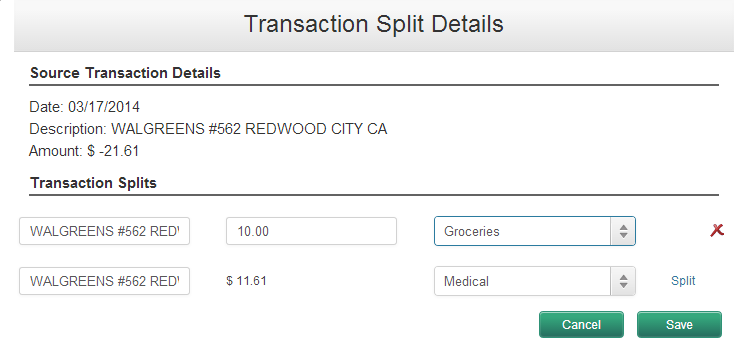 Transaction Split Details
Source Transaction Details
Date: 03/17/2014
Description: WALGREENS #562 REDWOOD CITY CA
Amount: $ -21.61
Transaction Splits
WALGREENS #562 RED 10.00 Groceries
WALGREENS #562 RED $ 11.61 Medical Split
Cancel Save